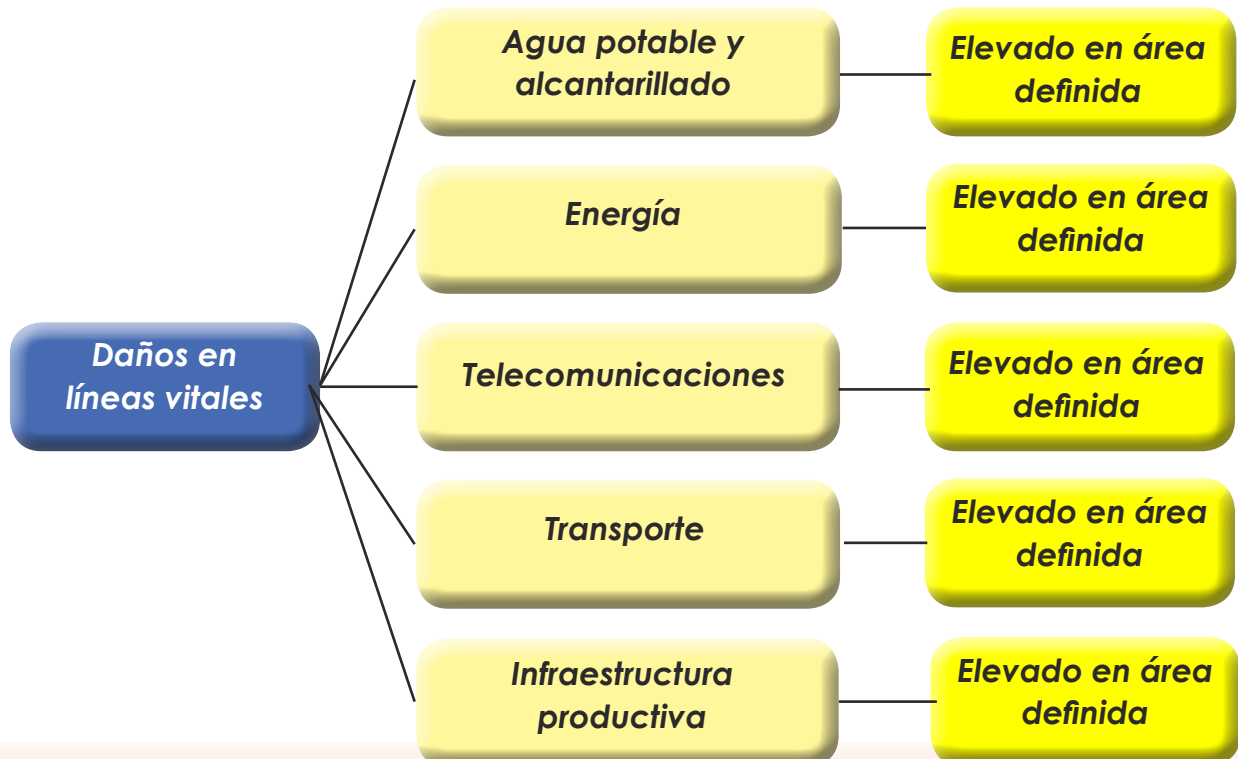 Agua potable y
alcantarillado
Elevado en área
definida
Energía
Elevado en área
definida
Daños en
líneas vitales
Telecomunicaciones
Elevado en área
definida
Transporte
Elevado en área
definida
Infraestructura
productiva
Elevado en área
definida